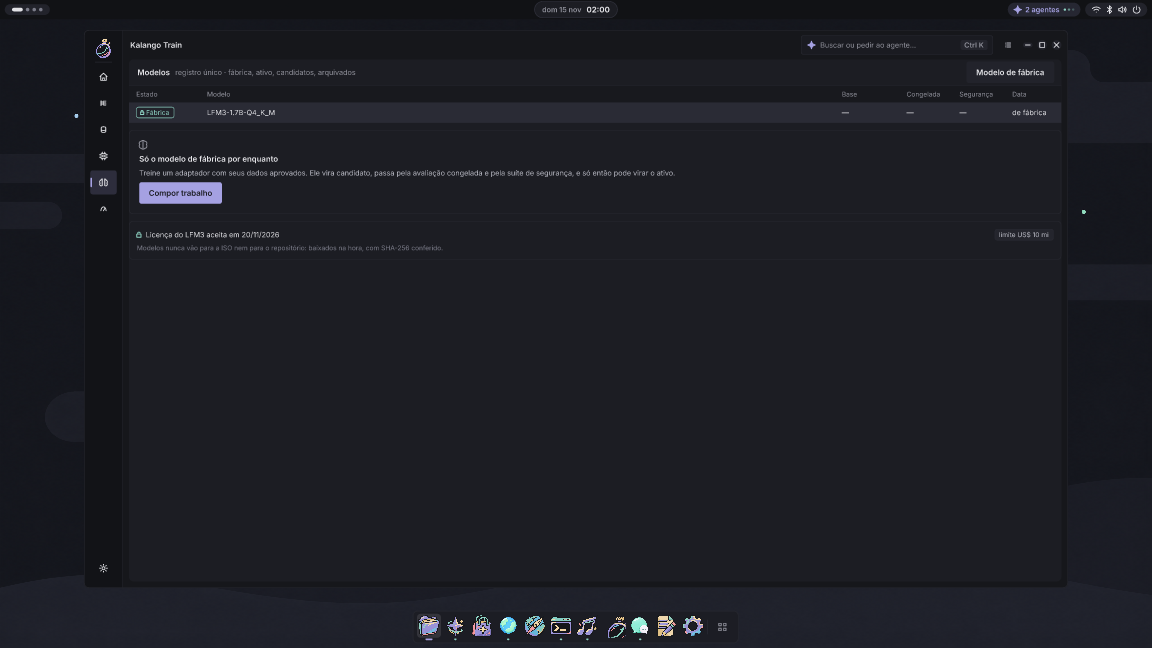 dom 15 nov 02:00
2 agentes
Kalango Train
Buscar ou pedir ao agente... Ctrl K
Modelos registro único · fábrica, ativo, candidatos, arquivados
Modelo de fábrica
Estado Modelo Base Congelada Segurança Data
Fábrica LFM3-1.7B-Q4_K_M — — — de fábrica
Só o modelo de fábrica por enquanto
Treine um adaptador com seus dados aprovados. Ele vira candidato, passa pela avaliação congelada e pela suíte de segurança, e só então pode virar o ativo.
Compor trabalho
Licença do LFM3 aceita em 20/11/2026
limite US$ 10 mi
Modelos nunca vão para a ISO nem para o repositório: baixados na hora, com SHA-256 conferido.